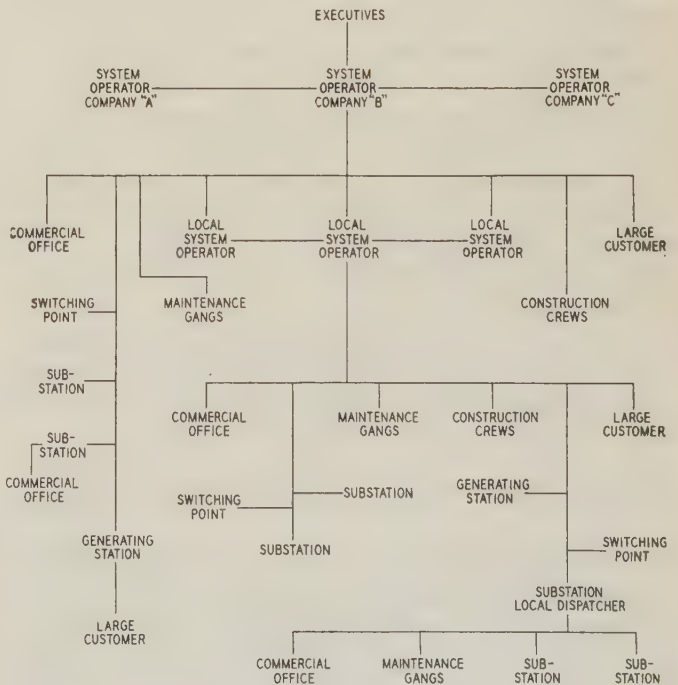 EXECUTIVES
SYSTEM
OPERATOR
COMPANY "A"
SYSTEM
OPERATOR
COMPANY "B"
SYSTEM
OPERATOR
COMPANY "C"
COMMERCIAL
OFFICE
LOCAL
SYSTEM
OPERATOR
LOCAL
SYSTEM
OPERATOR
LOCAL
SYSTEM
OPERATOR
LARGE
CUSTOMER
SWITCHING
POINT
MAINTENANCE
GANGS
CONSTRUCTION
CREWS
SUB-
STATION
SUB-
STATION
COMMERCIAL
OFFICE
GENERATING
STATION
LARGE
CUSTOMER
COMMERCIAL
OFFICE
MAINTENANCE
GANGS
CONSTRUCTION
CREWS
LARGE
CUSTOMER
SWITCHING
POINT
SUBSTATION
SUBSTATION
GENERATING
STATION
SWITCHING
POINT
SUBSTATION
LOCAL DISPATCHER
COMMERCIAL
OFFICE
MAINTENANCE
GANGS
SUB-
STATION
SUB-
STATION